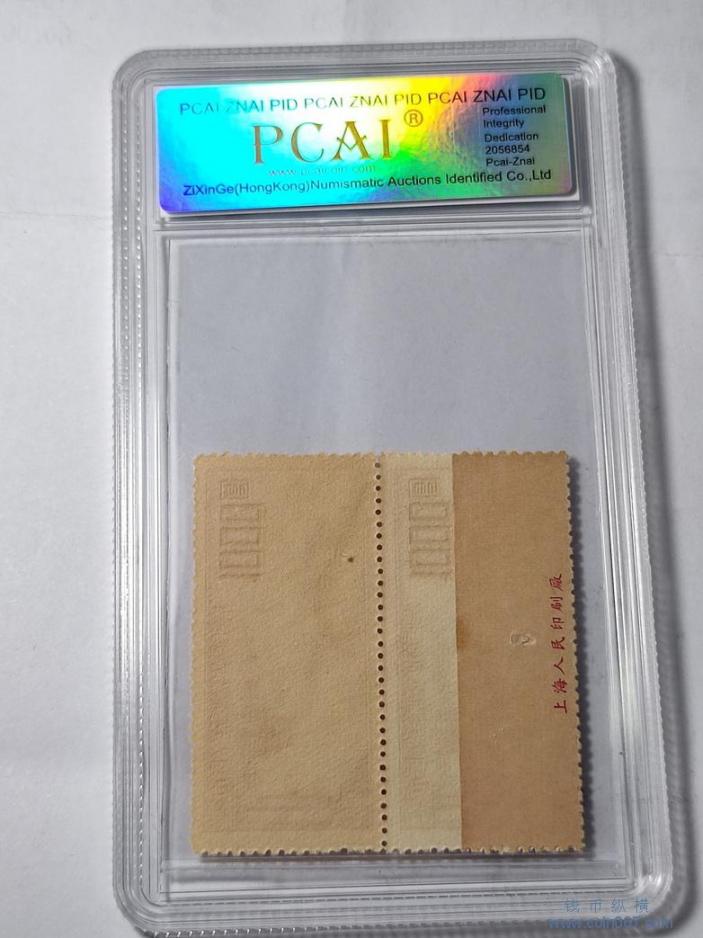 PCAI ZNAI PID PCAI ZNAI PID PCAI ZNAI PID
PCAI®
Professional
Integrity
Dedication
2056854
Pcai-Znai
ZiXinGe(HongKong)Numismatic Auctions Identified Co.,Ltd
上海人民印刷厂
钱币纵横